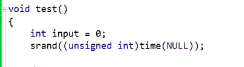 void test()
{
int input = 0;
srand((unsigned int)time(NULL));